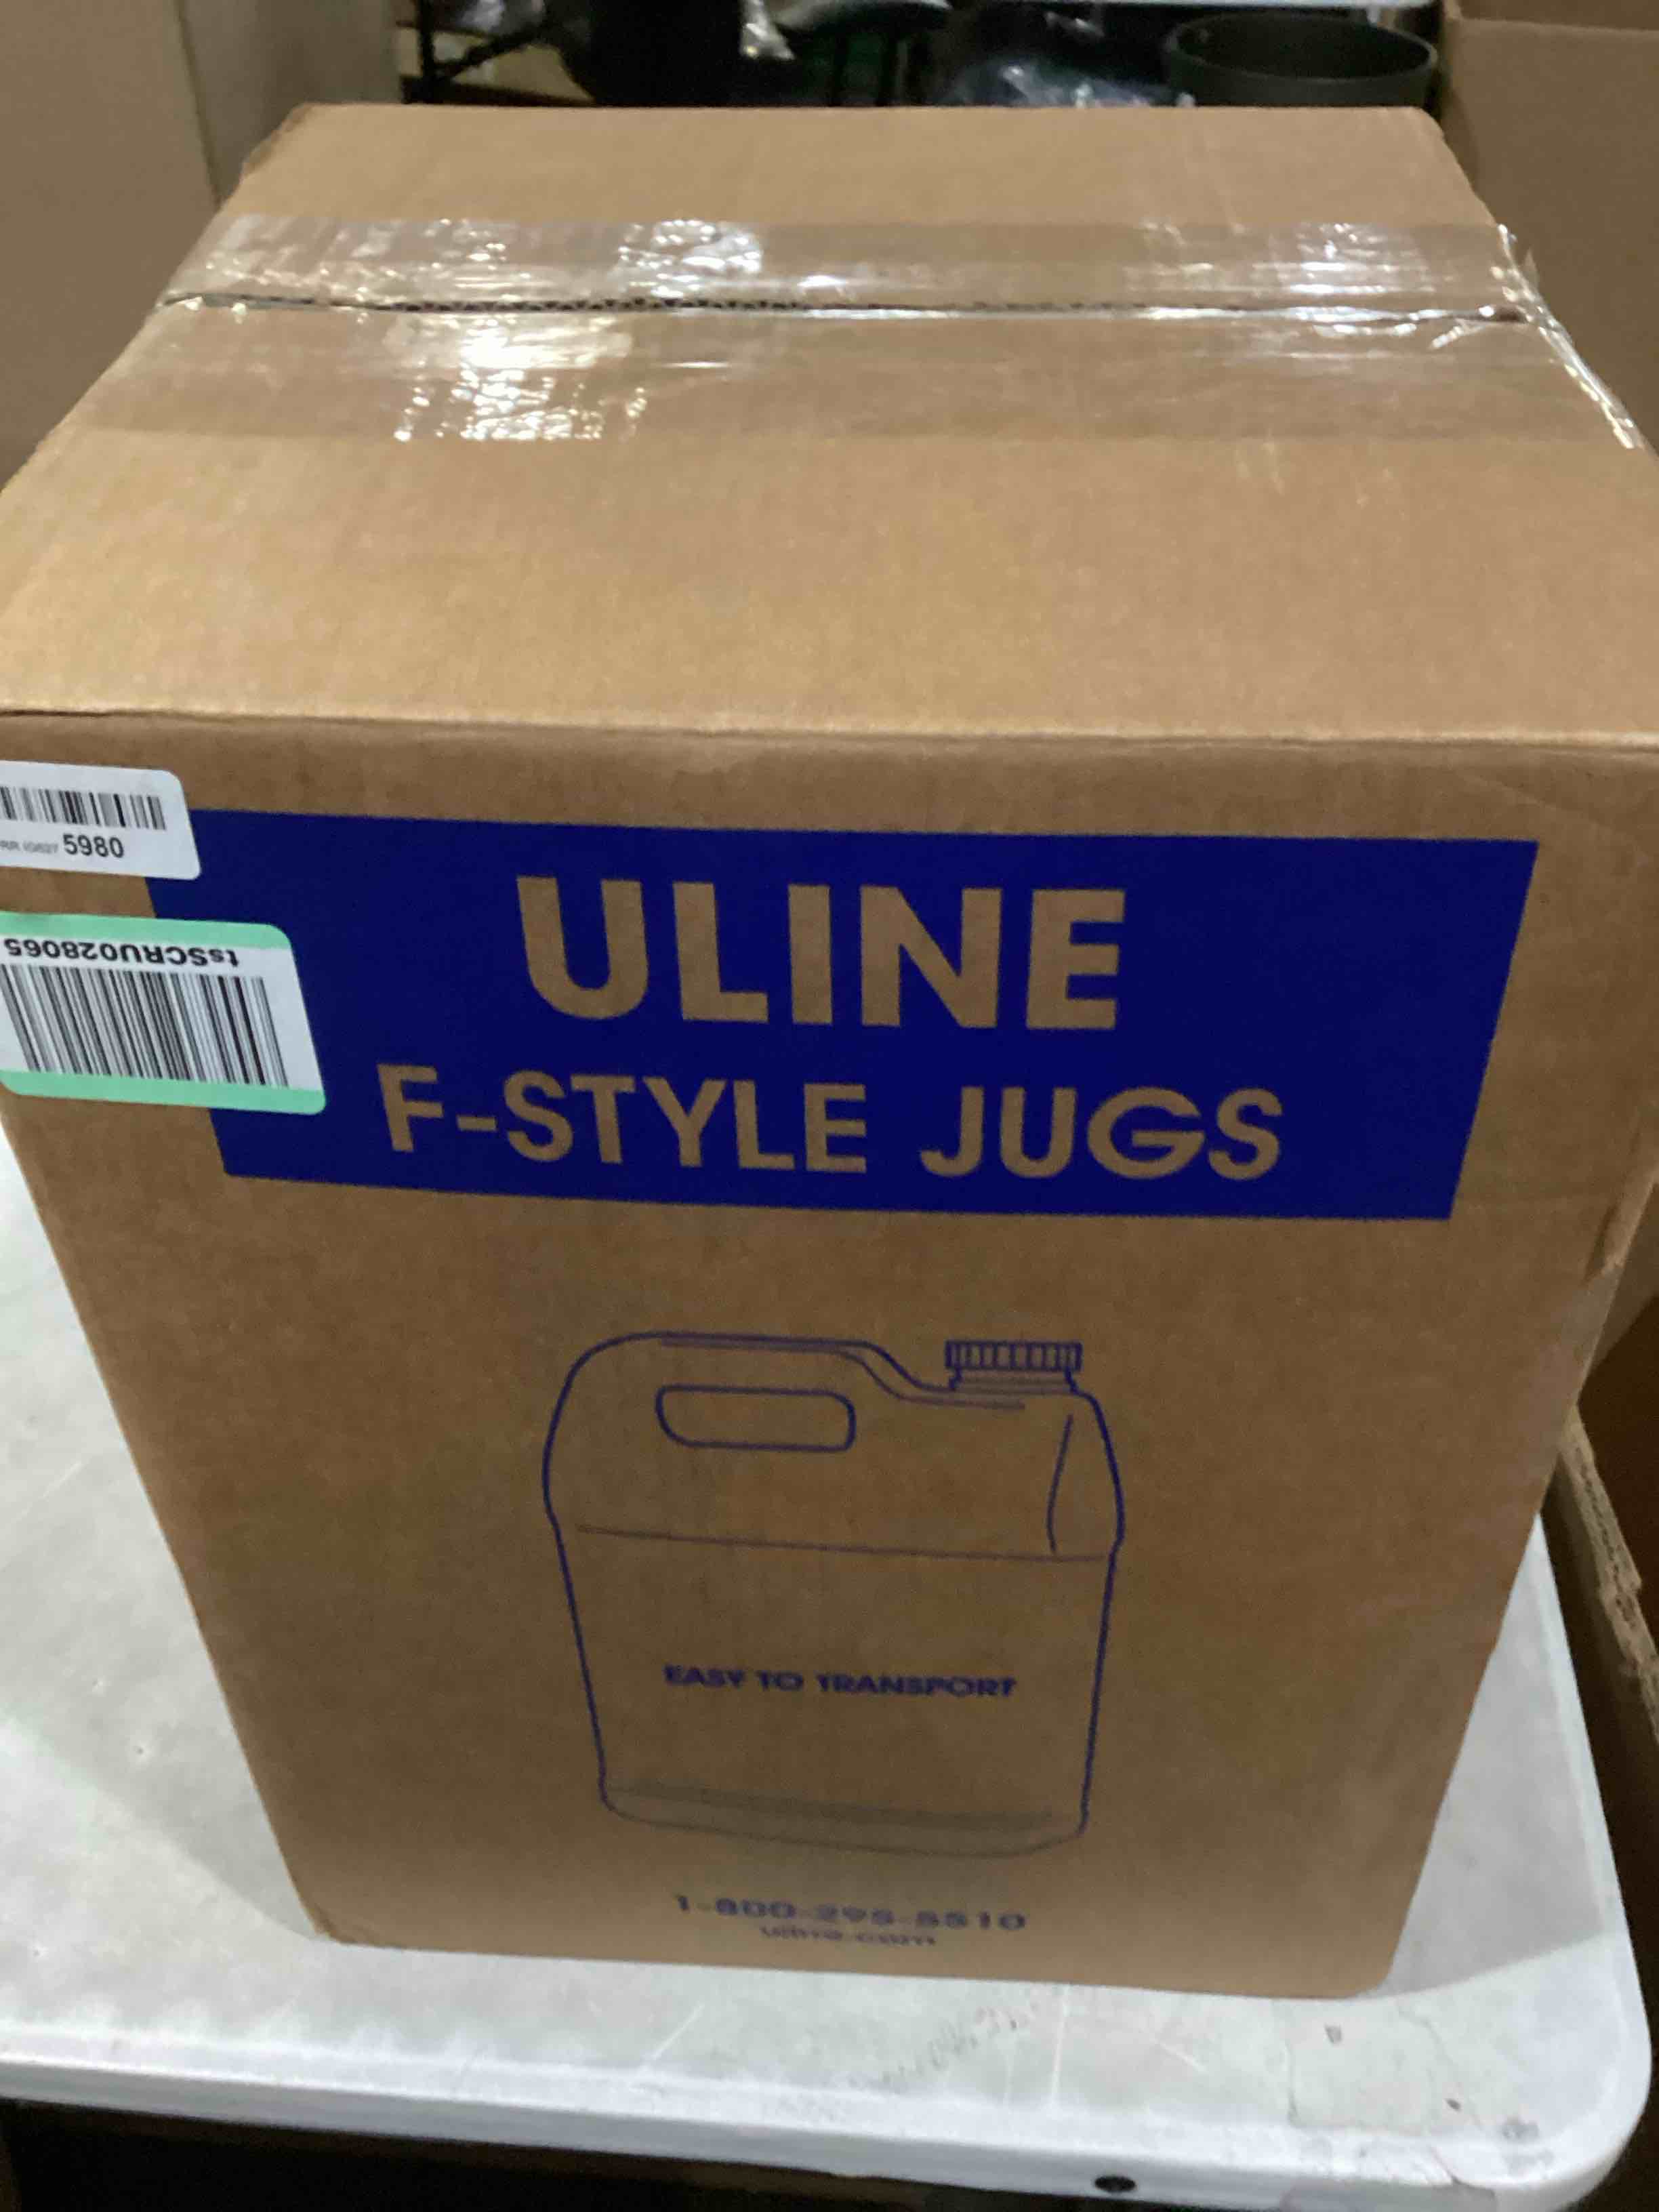 5980
tsSCRU028065
ULINE
F-STYLE JUGS
EASY TO TRANSPORT
1-800-295-5510
uline.com